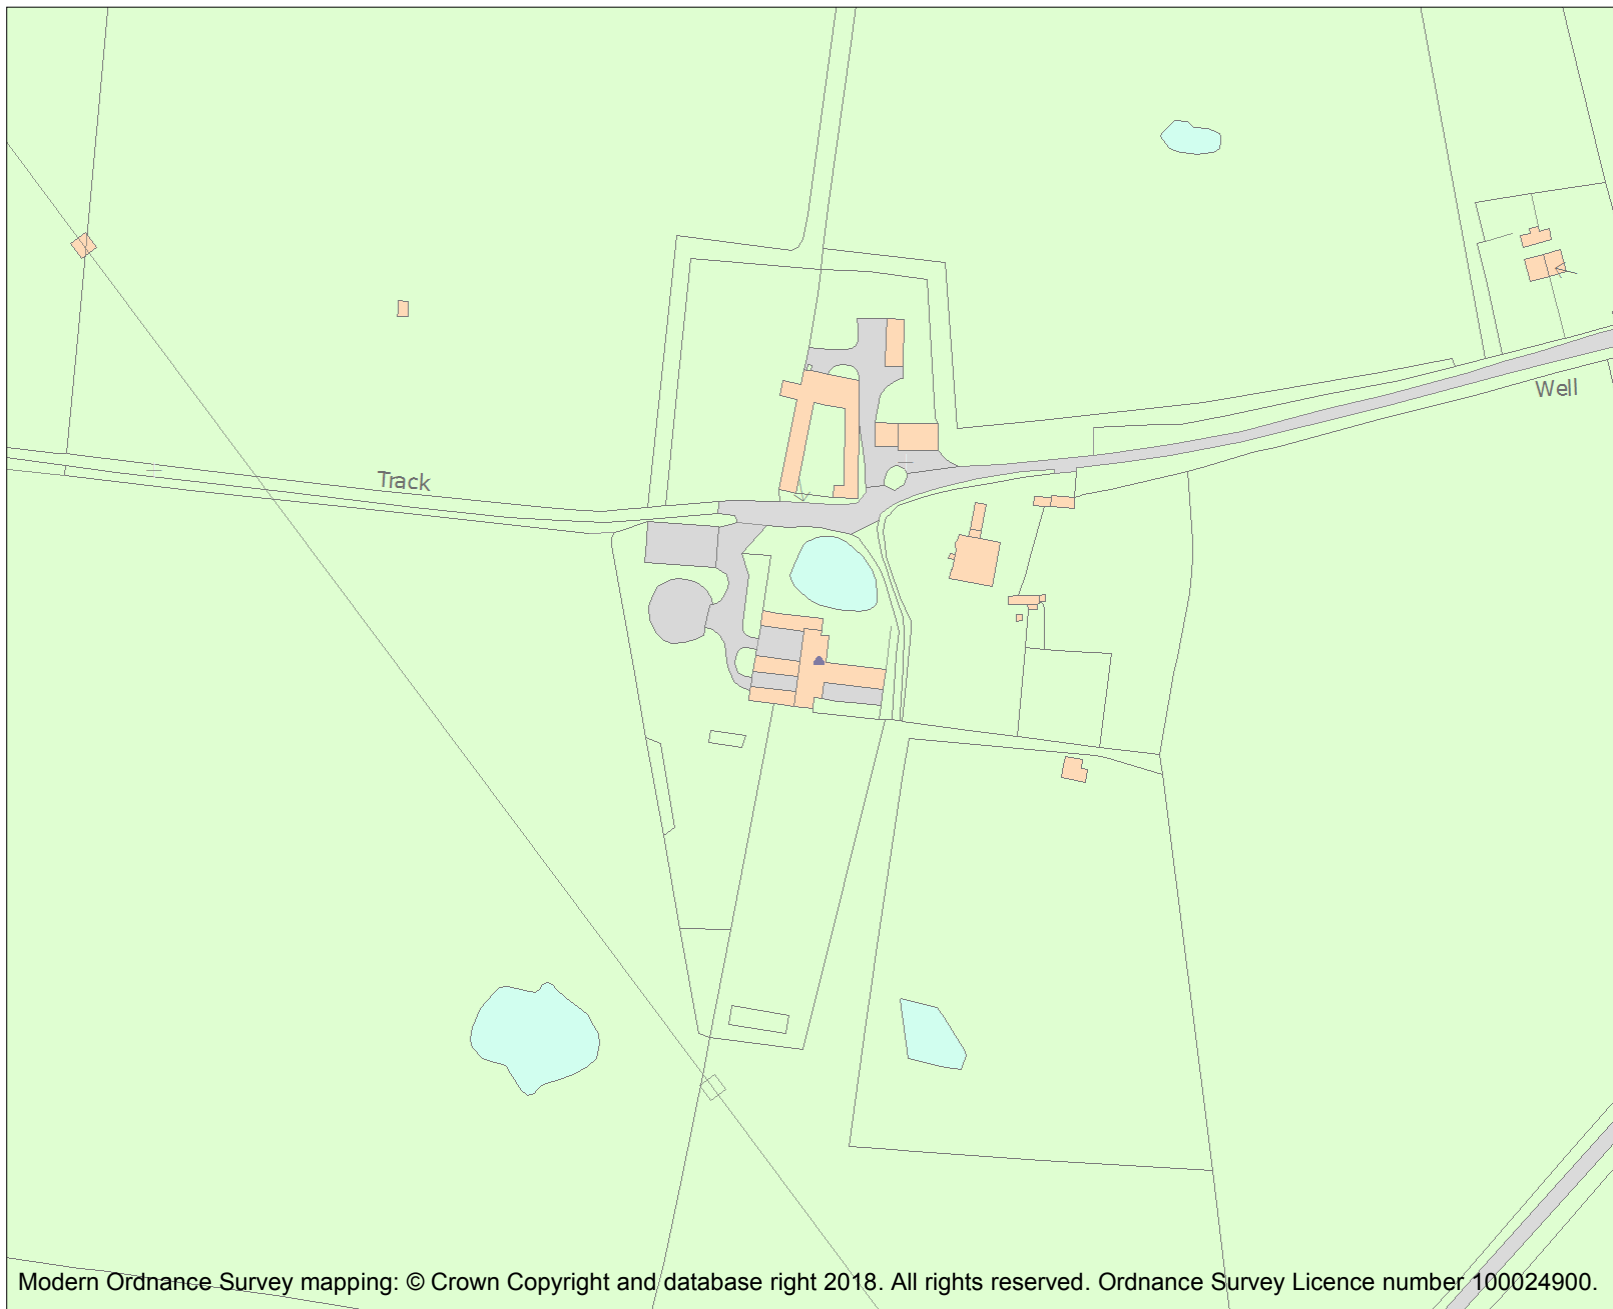 Well
Track
Modern Ordnance Survey mapping: © Crown Copyright and database right 2018. All rights reserved. Ordnance Survey Licence number 100024900.